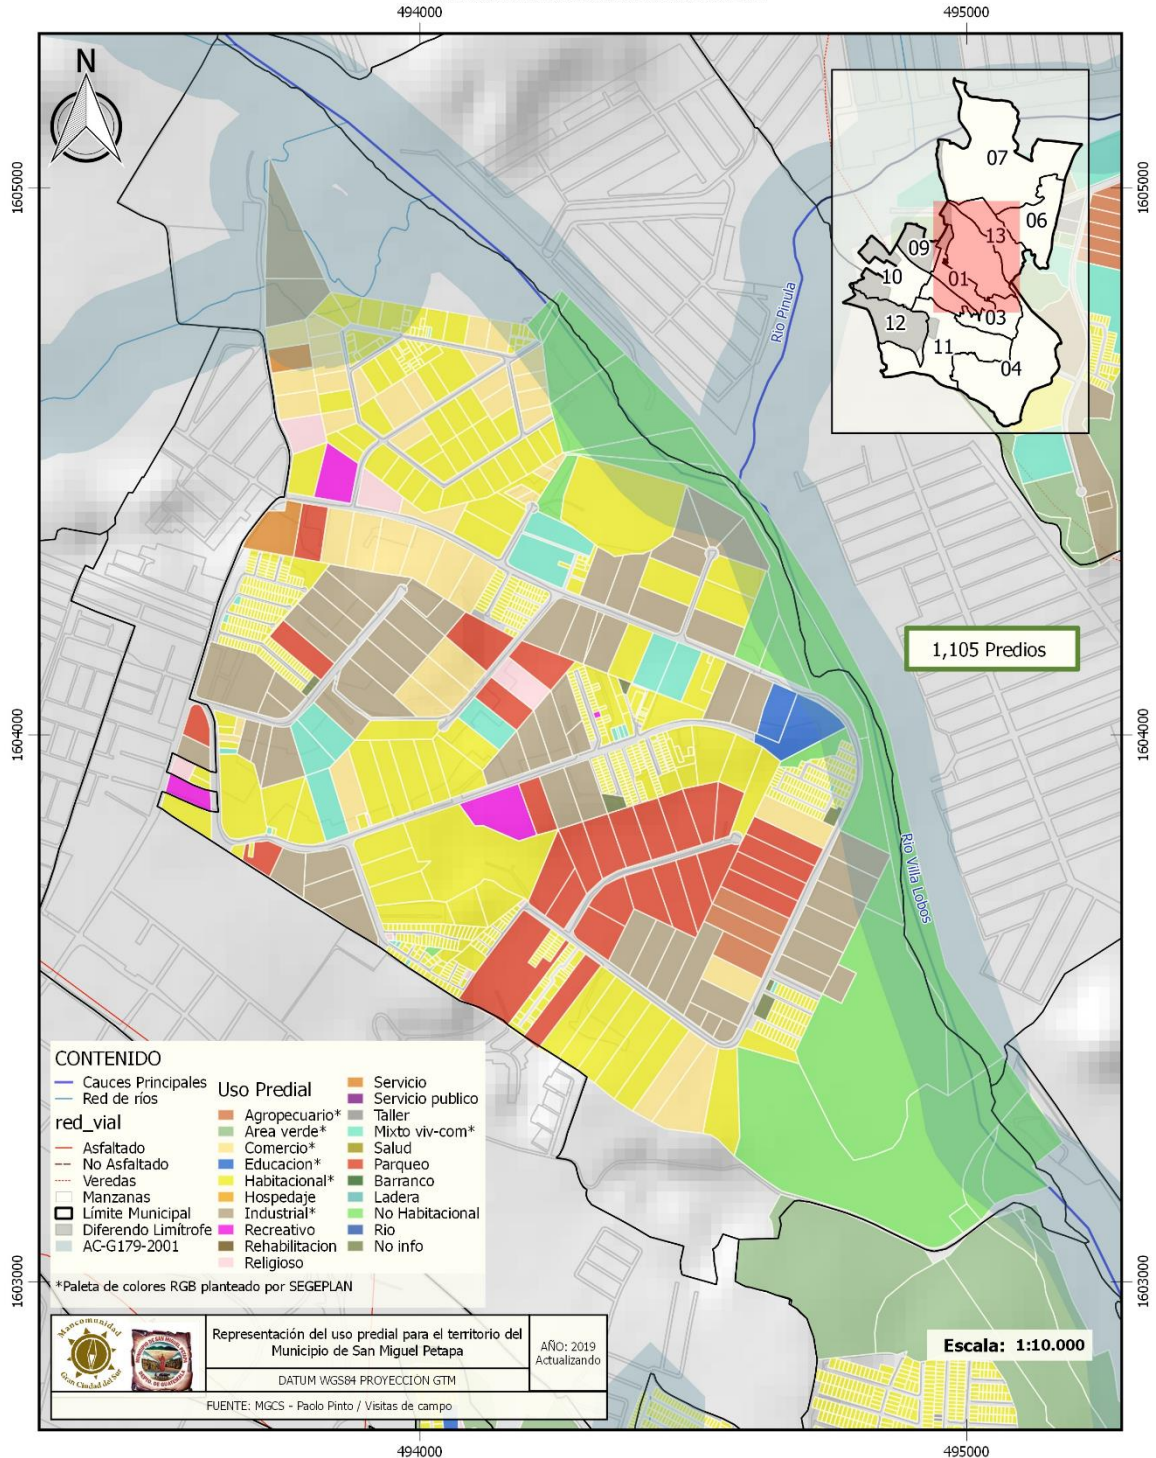 494000
495000
N
1605000
1605000
07
06
13
09
01
10
03
12
11
04
Rio Pinula
1,105 Predios
1604000
1604000
Rio Villa Lobos
CONTENIDO
Cauces Principales
Red de ríos
red_vial
Asfaltado
No Asfaltado
Veredas
Manzanas
Límite Municipal
Diferendo Limítrofe
AC-G179-2001
Uso Predial
Agropecuario*
Area verde*
Comercio*
Educacion*
Habitacional*
Hospedaje
Industrial*
Recreativo
Rehabilitacion
Religioso
Servicio
Servicio publico
Taller
Mixto viv-com*
Salud
Parqueo
Barranco
Ladera
No Habitacional
Rio
No info
*Paleta de colores RGB planteado por SEGEPLAN
1603000
1603000
Mancomunidad
Gran Ciudad del Sur
Representación del uso predial para el territorio del
Municipio de San Miguel Petapa
AÑO: 2019
Actualizando
DATUM WGS84 PROYECCION GTM
FUENTE: MGCS - Paolo Pinto / Visitas de campo
Escala: 1:10.000
494000
495000